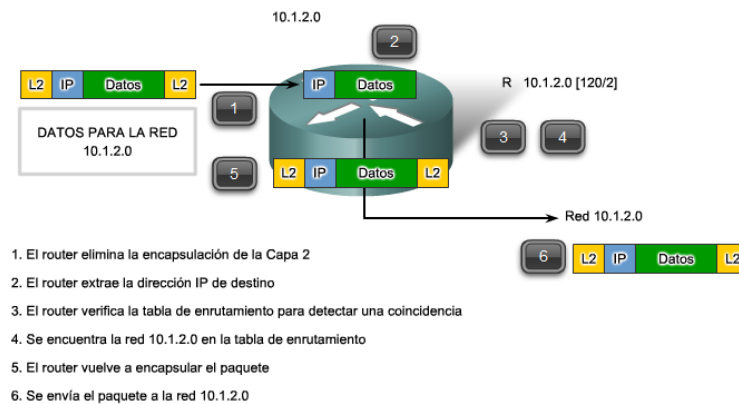 10.1.2.0
2
L2 IP Datos L2
IP Datos
R 10.1.2.0 [120/2]
1
DATOS PARA LA RED
10.1.2.0
3 4
5
L2 IP Datos L2
Red 10.1.2.0
6
L2 IP Datos L2
1. El router elimina la encapsulación de la Capa 2
2. El router extrae la dirección IP de destino
3. El router verifica la tabla de enrutamiento para detectar una coincidencia
4. Se encuentra la red 10.1.2.0 en la tabla de enrutamiento
5. El router vuelve a encapsular el paquete
6. Se envía el paquete a la red 10.1.2.0